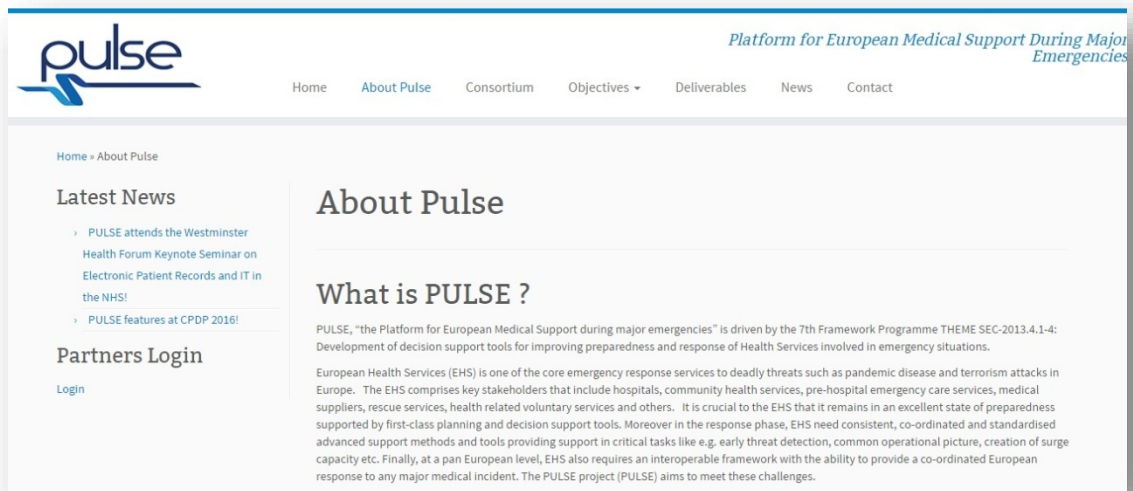 pulse
Platform for European Medical Support During Major
Emergencies
Home About Pulse Consortium Objectives Deliverables News Contact
Home » About Pulse
Latest News
› PULSE attends the Westminster
Health Forum Keynote Seminar on
Electronic Patient Records and IT in
the NHS!
› PULSE features at CPDP 2016!
Partners Login
Login
About Pulse
What is PULSE ?
PULSE, “the Platform for European Medical Support during major emergencies” is driven by the 7th Framework Programme THEME SEC-2013.4.1-4:
Development of decision support tools for improving preparedness and response of Health Services involved in emergency situations.
European Health Services (EHS) is one of the core emergency response services to deadly threats such as pandemic disease and terrorism attacks in
Europe. The EHS comprises key stakeholders that include hospitals, community health services, pre-hospital emergency care services, medical
suppliers, rescue services, health related voluntary services and others. It is crucial to the EHS that it remains in an excellent state of preparedness
supported by first-class planning and decision support tools. Moreover in the response phase, EHS need consistent, co-ordinated and standardised
advanced support methods and tools providing support in critical tasks like e.g. early threat detection, common operational picture, creation of surge
capacity etc. Finally, at a pan European level, EHS also requires an interoperable framework with the ability to provide a co-ordinated European
response to any major medical incident. The PULSE project (PULSE) aims to meet these challenges.